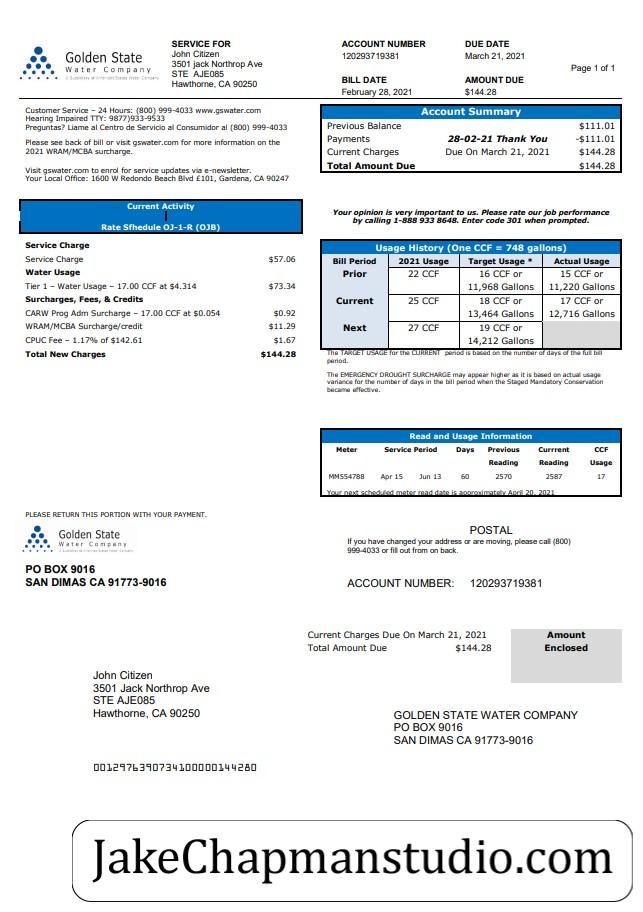 Golden State
Water Company
A Subsidiary of American States Water Company
SERVICE FOR
John Citizen
3501 jack Northrop Ave
STE AJE085
Hawthorne, CA 90250
ACCOUNT NUMBER
120293719381
BILL DATE
February 28, 2021
DUE DATE
March 21, 2021
AMOUNT DUE
$144.28
Page 1 of 1
Customer Service – 24 Hours: (800) 999-4033 www.gswater.com
Hearing Impaired TTY: 9877)933-9533
Preguntas? Llame al Centro de Servicio al Consumidor al (800) 999-4033
Please see back of bill or visit gswater.com for more information on the
2021 WRAM/MCBA surcharge.
Visit gswater.com to enrol for service updates via e-newsletter.
Your Local Office: 1600 W Redondo Beach Blvd £101, Gardena, CA 90247
Account Summary
Previous Balance $111.01
Payments 28-02-21 Thank You -$111.01
Current Charges Due On March 21, 2021 $144.28
Total Amount Due $144.28
Current Activity
Rate Sfhedule OJ-1-R (OJB)
Service Charge
Service Charge $57.06
Water Usage
Tier 1 – Water Usage – 17.00 CCF at $4.314 $73.34
Surcharges, Fees, & Credits
CARW Prog Adm Surcharge – 17.00 CCF at $0.054 $0.92
WRAM/MCBA Surcharge/credit $11.29
CPUC Fee – 1.17% of $142.61 $1.67
Total New Charges $144.28
Your opinion is very important to us. Please rate our job performance
by calling 1-888 933 8648. Enter code 301 when prompted.
Usage History (One CCF = 748 gallons)
Bill Period 2021 Usage Target Usage * Actual Usage
Prior 22 CCF 16 CCF or 15 CCF or
11,968 Gallons 11,220 Gallons
Current 25 CCF 18 CCF or 17 CCF or
13,464 Gallons 12,716 Gallons
Next 27 CCF 19 CCF or
14,212 Gallons
The TARGET USAGE for the CURRENT period is based on the number of days of the full bill
period.
The EMERGENCY DROUGHT SURCHARGE may appear higher as it is based on actual usage
variance for the number of days in the bill period when the Staged Mandatory Conservation
became effective.
Read and Usage Information
Meter Service Period Days Previous Currrent CCF
Reading Reading Usage
MM554788 Apr 15 Jun 13 60 2570 2587 17
Your next scheduled meter read date is approximately April 20, 2021
PLEASE RETURN THIS PORTION WITH YOUR PAYMENT.
Golden State
Water Company
A Subsidiary of American States Water Company
PO BOX 9016
SAN DIMAS CA 91773-9016
POSTAL
If you have changed your address or are moving, please call (800)
999-4033 or fill out from on back.
ACCOUNT NUMBER: 120293719381
Current Charges Due On March 21, 2021
Total Amount Due $144.28
Amount
Enclosed
John Citizen
3501 Jack Northrop Ave
STE AJE085
Hawthorne, CA 90250
GOLDEN STATE WATER COMPANY
PO BOX 9016
SAN DIMAS CA 91773-9016
001297639073410000014428​0
JakeChapmanstudio.com